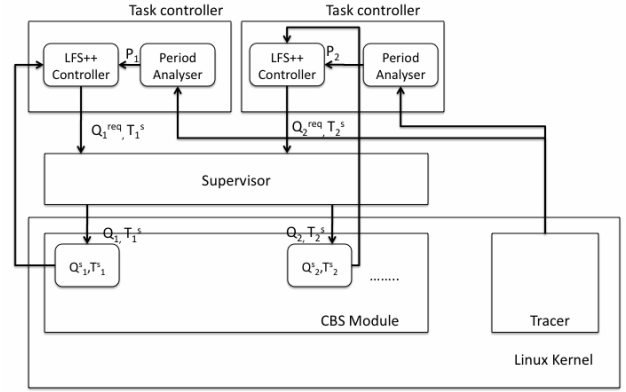 Task controller
Task controller
LFS++
Controller
P1
Period
Analyser
LFS++
Controller
P2
Period
Analyser
Q1req, T1s
Q2req, T2s
Supervisor
Q1, T1s
Q2, T2s
Qs1,Ts1
Qs2,Ts2
........
CBS Module
Tracer
Linux Kernel